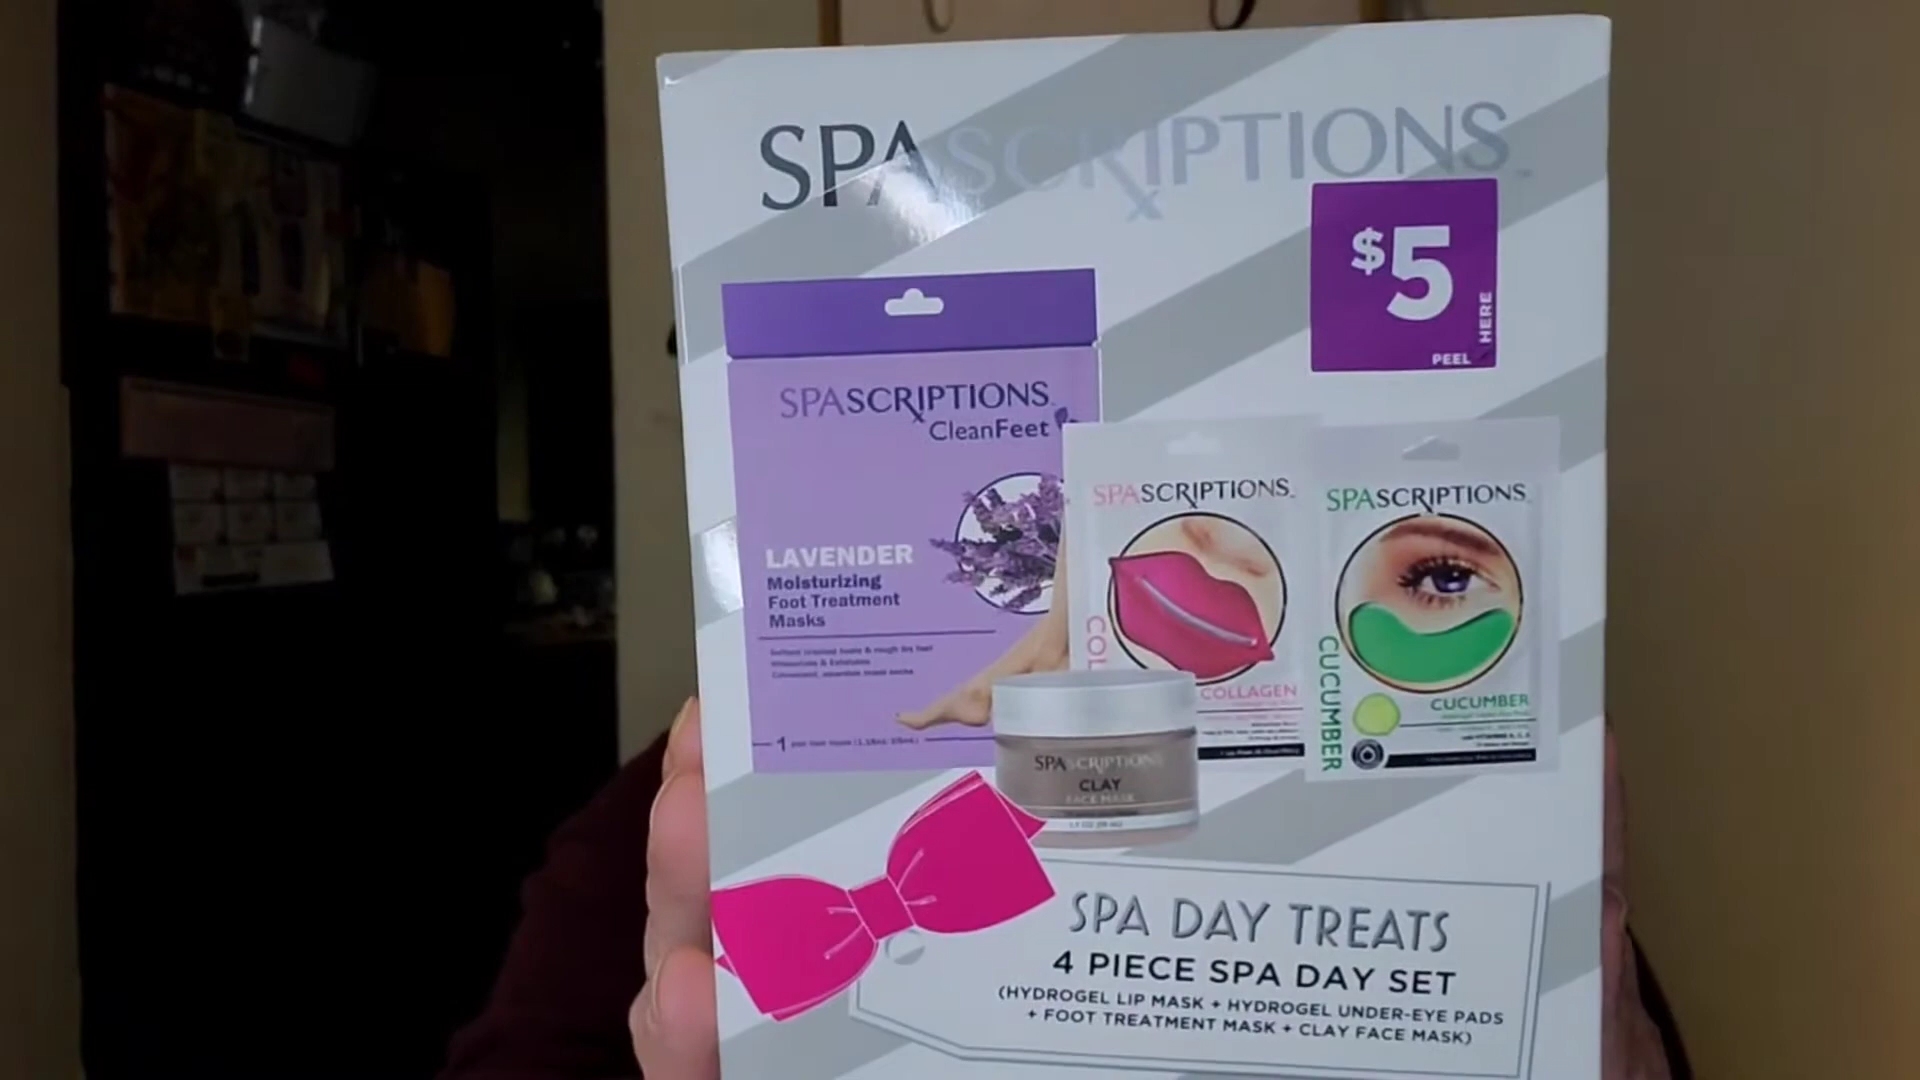 SPASCRIPTIONS
$5
PEEL HERE
SPASCRIPTIONS
CleanFeet
LAVENDER
Moisturizing
Foot Treatment
Masks
SPASCRIPTIONS
COL
COLLAGEN
SPASCRIPTIONS
CUCUMBER
CUCUMBER
SPASCRIPTIONS
CLAY
FACE MASK
SPA DAY TREATS
4 PIECE SPA DAY SET
(HYDROGEL LIP MASK + HYDROGEL UNDER-EYE PADS
+ FOOT TREATMENT MASK + CLAY FACE MASK)